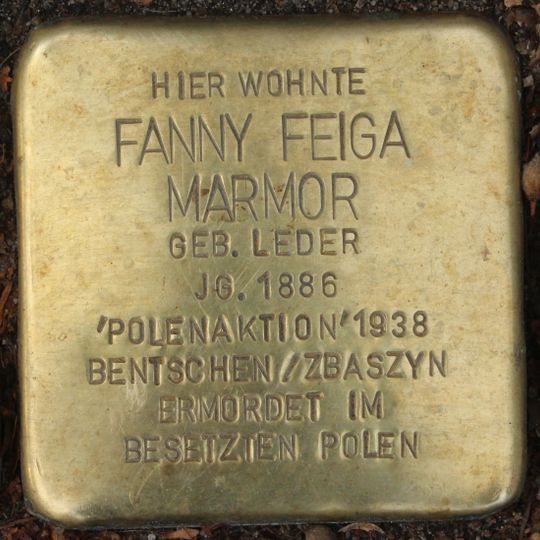 HIER WOHNTE
FANNY FEIGA
MARMOR
GEB. LEDER
JG. 1886
'POLENAKTION' 1938
BENTSCHEN / ZBASZYN
ERMORDET IM
BESETZTEN POLEN